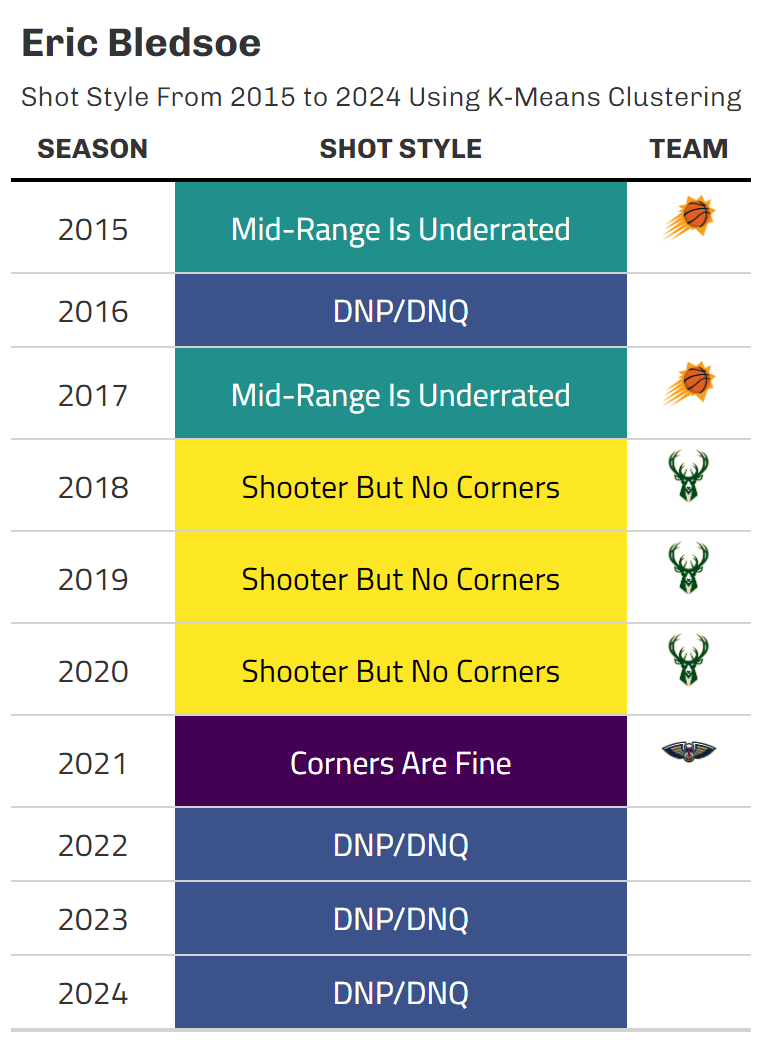 Eric Bledsoe
Shot Style From 2015 to 2024 Using K-Means Clustering
SEASON SHOT STYLE TEAM
2015 Mid-Range Is Underrated
2016 DNP/DNQ
2017 Mid-Range Is Underrated
2018 Shooter But No Corners
2019 Shooter But No Corners
2020 Shooter But No Corners
2021 Corners Are Fine
2022 DNP/DNQ
2023 DNP/DNQ
2024 DNP/DNQ